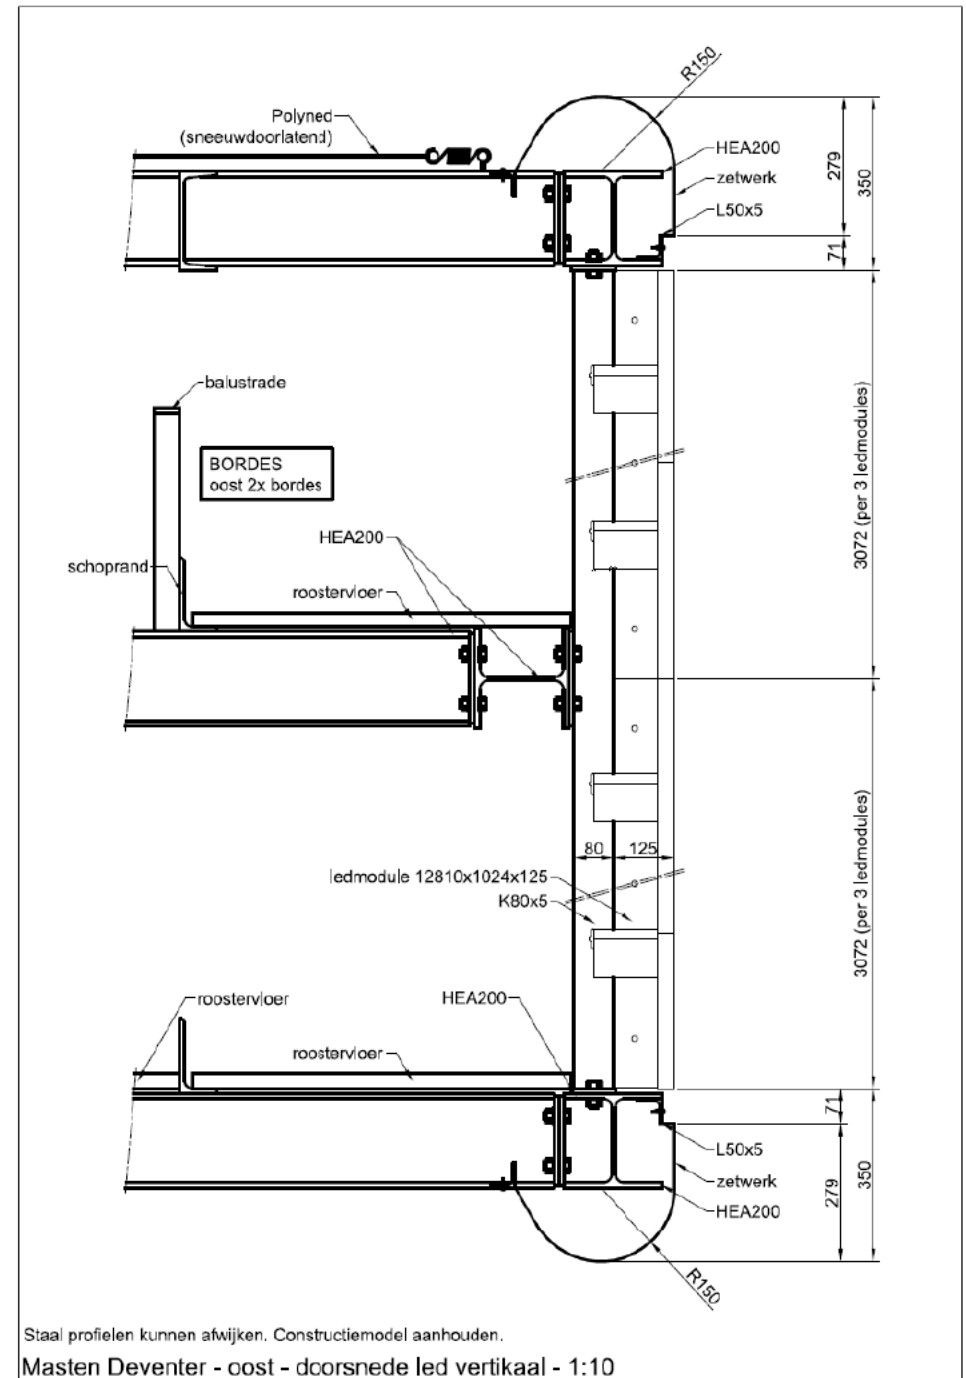 R150
Polyned
(sneeuwdoorlatend)
HEA200
zetwerk
L50x5
279
350
71
balustrade
BORDES
oost 2x bordes
3072 (per 3 ledmodules)
HEA200
schoprand
roostervloer
80
125
ledmodule 12810x1024x125
K80x5
3072 (per 3 ledmodules)
roostervloer
HEA200
roostervloer
71
L50x5
zetwerk
HEA200
279
350
R150
Staal profielen kunnen afwijken. Constructiemodel aanhouden.
Masten Deventer - oost - doorsnede led vertikaal - 1:10